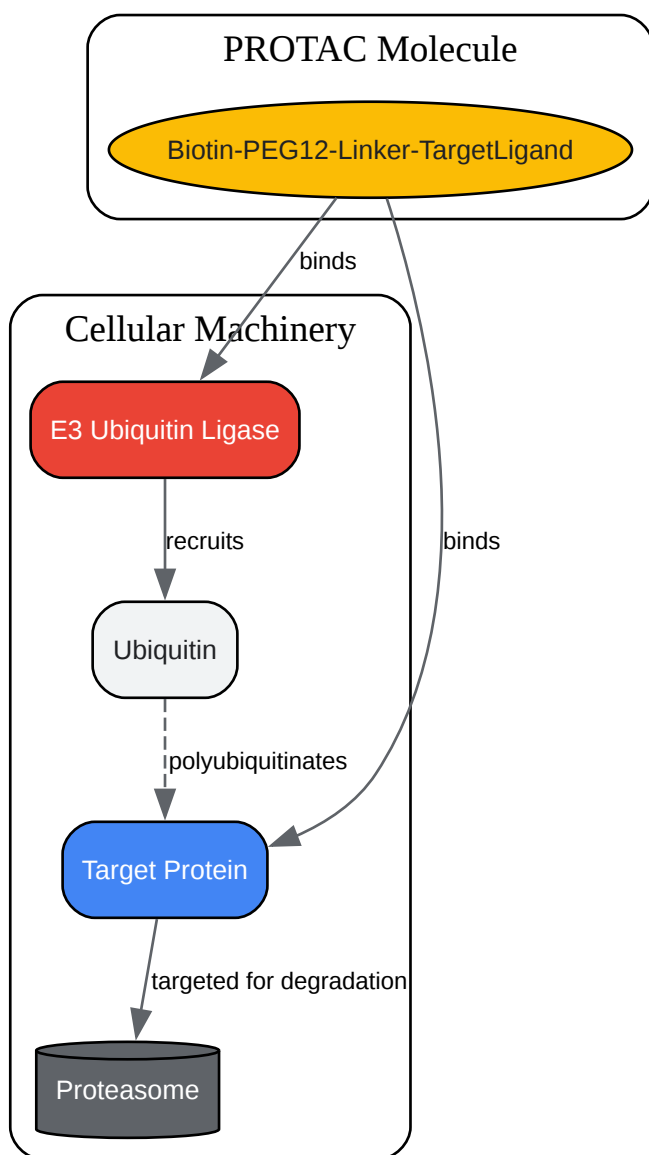 PROTAC Molecule
Biotin-PEG12-Linker-TargetLigand
binds
Cellular Machinery
E3 Ubiquitin Ligase
recruits
binds
Ubiquitin
polyubiquitinates
Target Protein
targeted for degradation
Proteasome